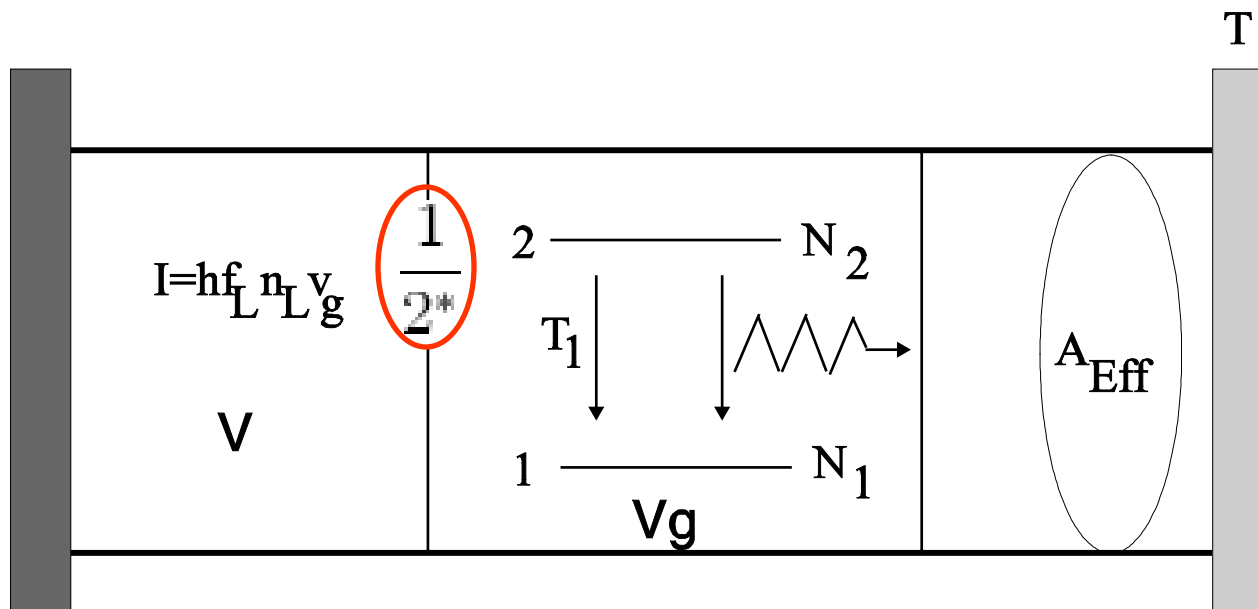 T
1
2*
I=hf_L n_L v_g
2
N_2
T_1
A_Eff
V
1
N_1
Vg